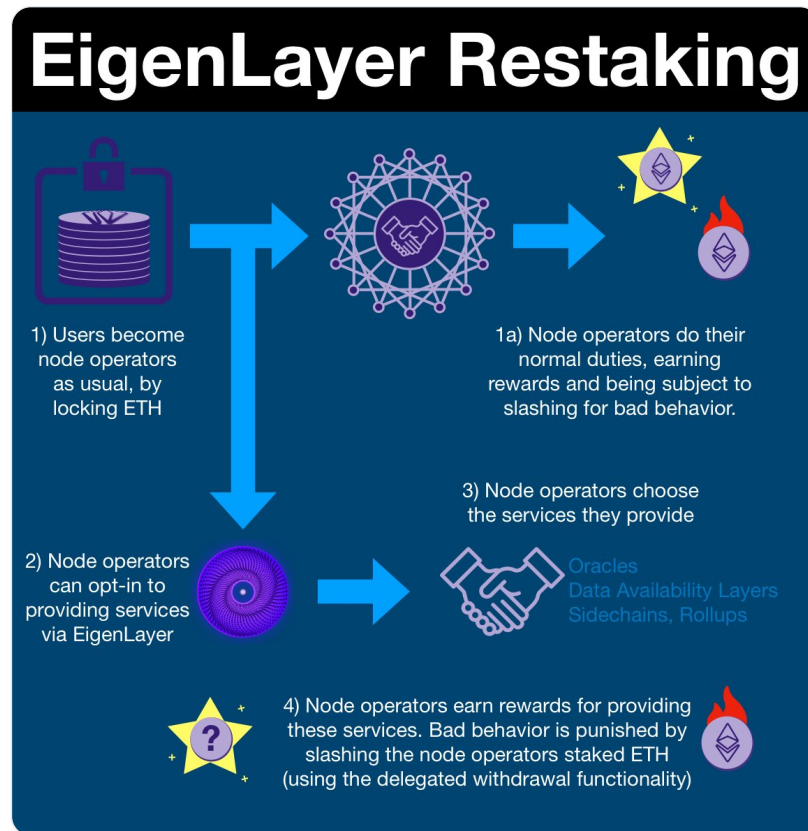 EigenLayer Restaking
1) Users become
node operators
as usual, by
locking ETH
1a) Node operators do their
normal duties, earning
rewards and being subject to
slashing for bad behavior.
2) Node operators
can opt-in to
providing services
via EigenLayer
3) Node operators choose
the services they provide
Oracles
Data Availability Layers
Sidechains, Rollups
?
4) Node operators earn rewards for providing
these services. Bad behavior is punished by
slashing the node operators staked ETH
(using the delegated withdrawal functionality)